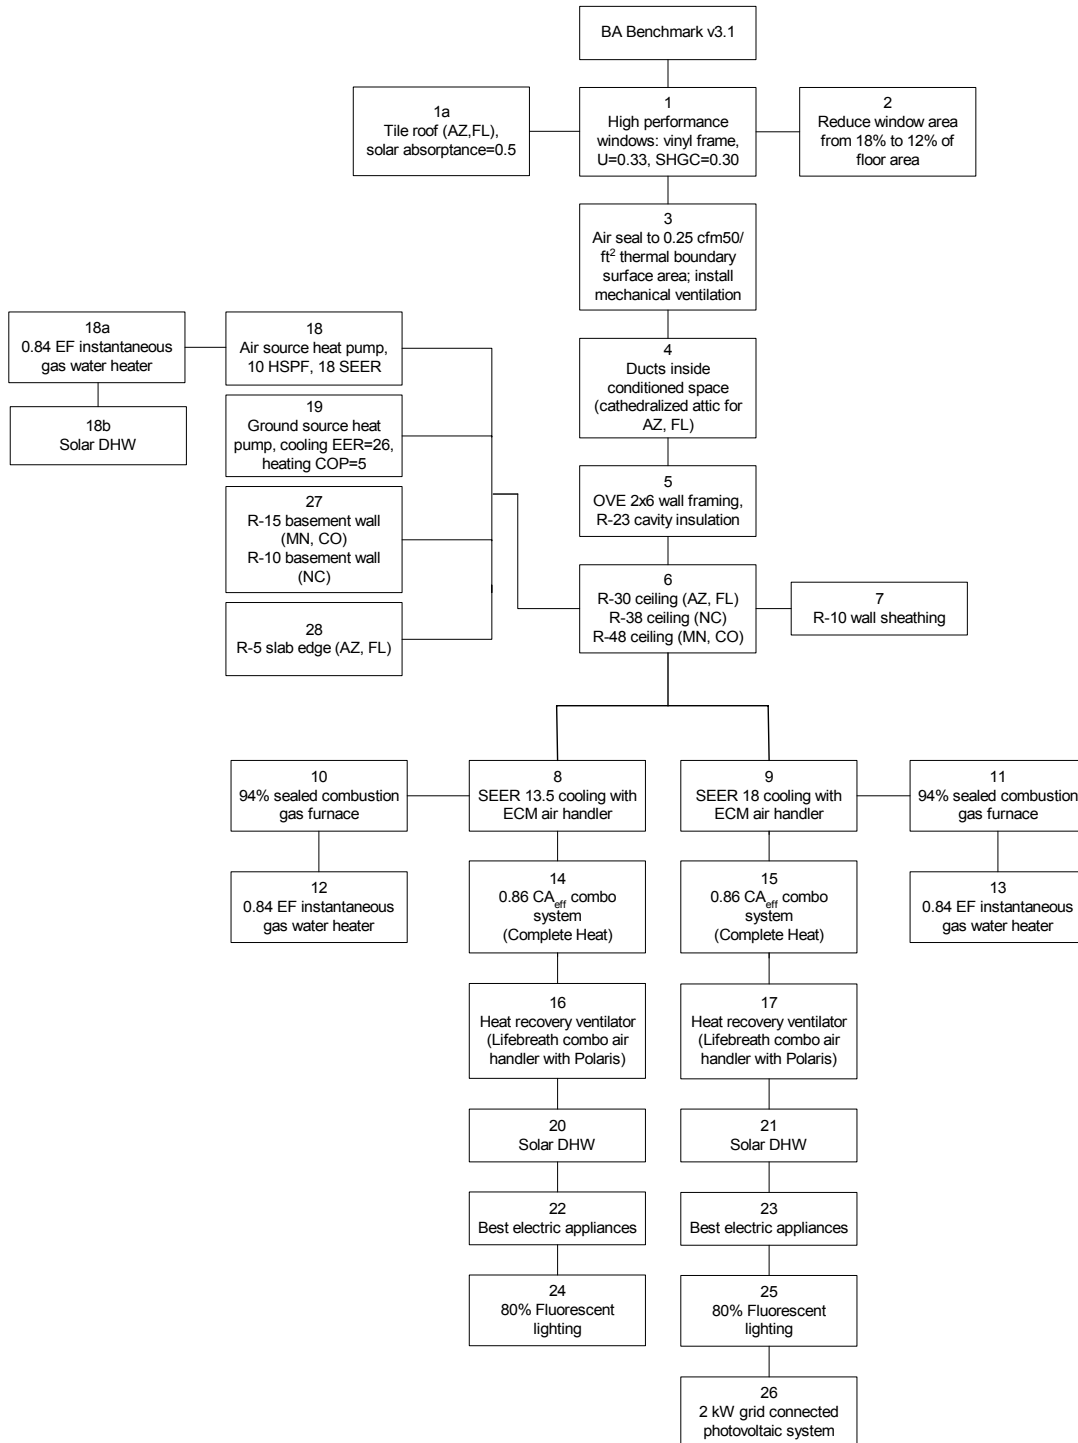 BA Benchmark v3.1
1a
Tile roof (AZ,FL),
solar absorptance=0.5
1
High performance
windows: vinyl frame,
U=0.33, SHGC=0.30
2
Reduce window area
from 18% to 12% of
floor area
3
Air seal to 0.25 cfm50/
ft² thermal boundary
surface area; install
mechanical ventilation
18a
0.84 EF instantaneous
gas water heater
18
Air source heat pump,
10 HSPF, 18 SEER
4
Ducts inside
conditioned space
(cathedralized attic for
AZ, FL)
18b
Solar DHW
19
Ground source heat
pump, cooling EER=26,
heating COP=5
5
OVE 2x6 wall framing,
R-23 cavity insulation
27
R-15 basement wall
(MN, CO)
R-10 basement wall
(NC)
6
R-30 ceiling (AZ, FL)
R-38 ceiling (NC)
R-48 ceiling (MN, CO)
7
R-10 wall sheathing
28
R-5 slab edge (AZ, FL)
10
94% sealed combustion
gas furnace
8
SEER 13.5 cooling with
ECM air handler
9
SEER 18 cooling with
ECM air handler
11
94% sealed combustion
gas furnace
12
0.84 EF instantaneous
gas water heater
14
0.86 CAeff combo
system
(Complete Heat)
15
0.86 CAeff combo
system
(Complete Heat)
13
0.84 EF instantaneous
gas water heater
16
Heat recovery ventilator
(Lifebreath combo air
handler with Polaris)
17
Heat recovery ventilator
(Lifebreath combo air
handler with Polaris)
20
Solar DHW
21
Solar DHW
22
Best electric appliances
23
Best electric appliances
24
80% Fluorescent
lighting
25
80% Fluorescent
lighting
26
2 kW grid connected
photovoltaic system